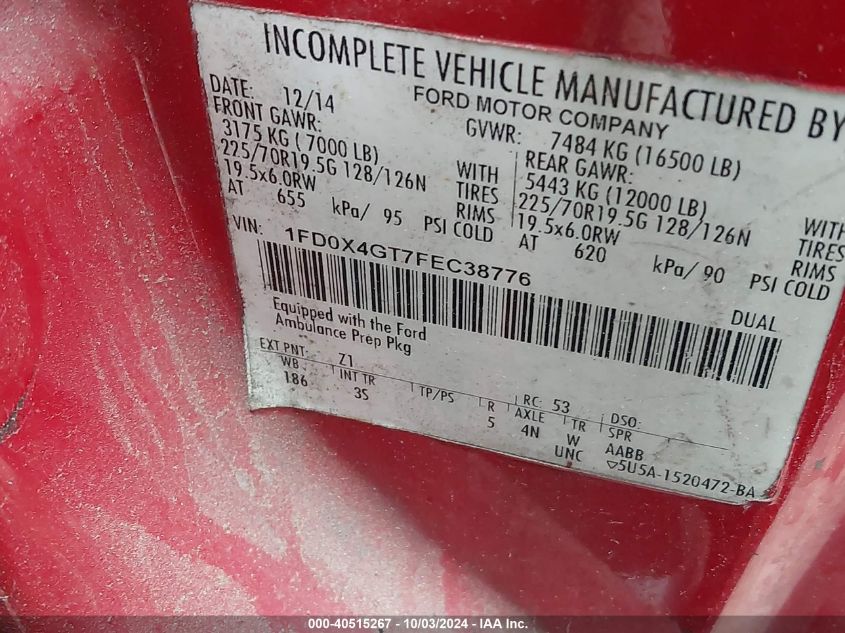 INCOMPLETE VEHICLE MANUFACTURED BY
FORD MOTOR COMPANY
DATE: 12/14 GVWR: 7484 KG (16500 LB)
FRONT GAWR: REAR GAWR:
3175 KG ( 7000 LB) WITH 5443 KG (12000 LB) WITH
225/70R19.5G 128/126N TIRES 225/70R19.5G 128/126N TIRES
19.5x6.0RW RIMS 19.5x6.0RW RIMS
AT 655 kPa/ 95 PSI COLD AT 620 kPa/ 90 PSI COLD
VIN: 1FD0X4GT7FEC38776 DUAL
Equipped with the Ford
Ambulance Prep Pkg
EXT PNT: Z1 RC: 53 DSO:
WB INT TR TP/PS R AXLE TR SPR
186 3S 5 4N W AABB
UNC ▽5U5A-1520472-BA
000-40515267 - 10/03/2024 - IAA Inc.